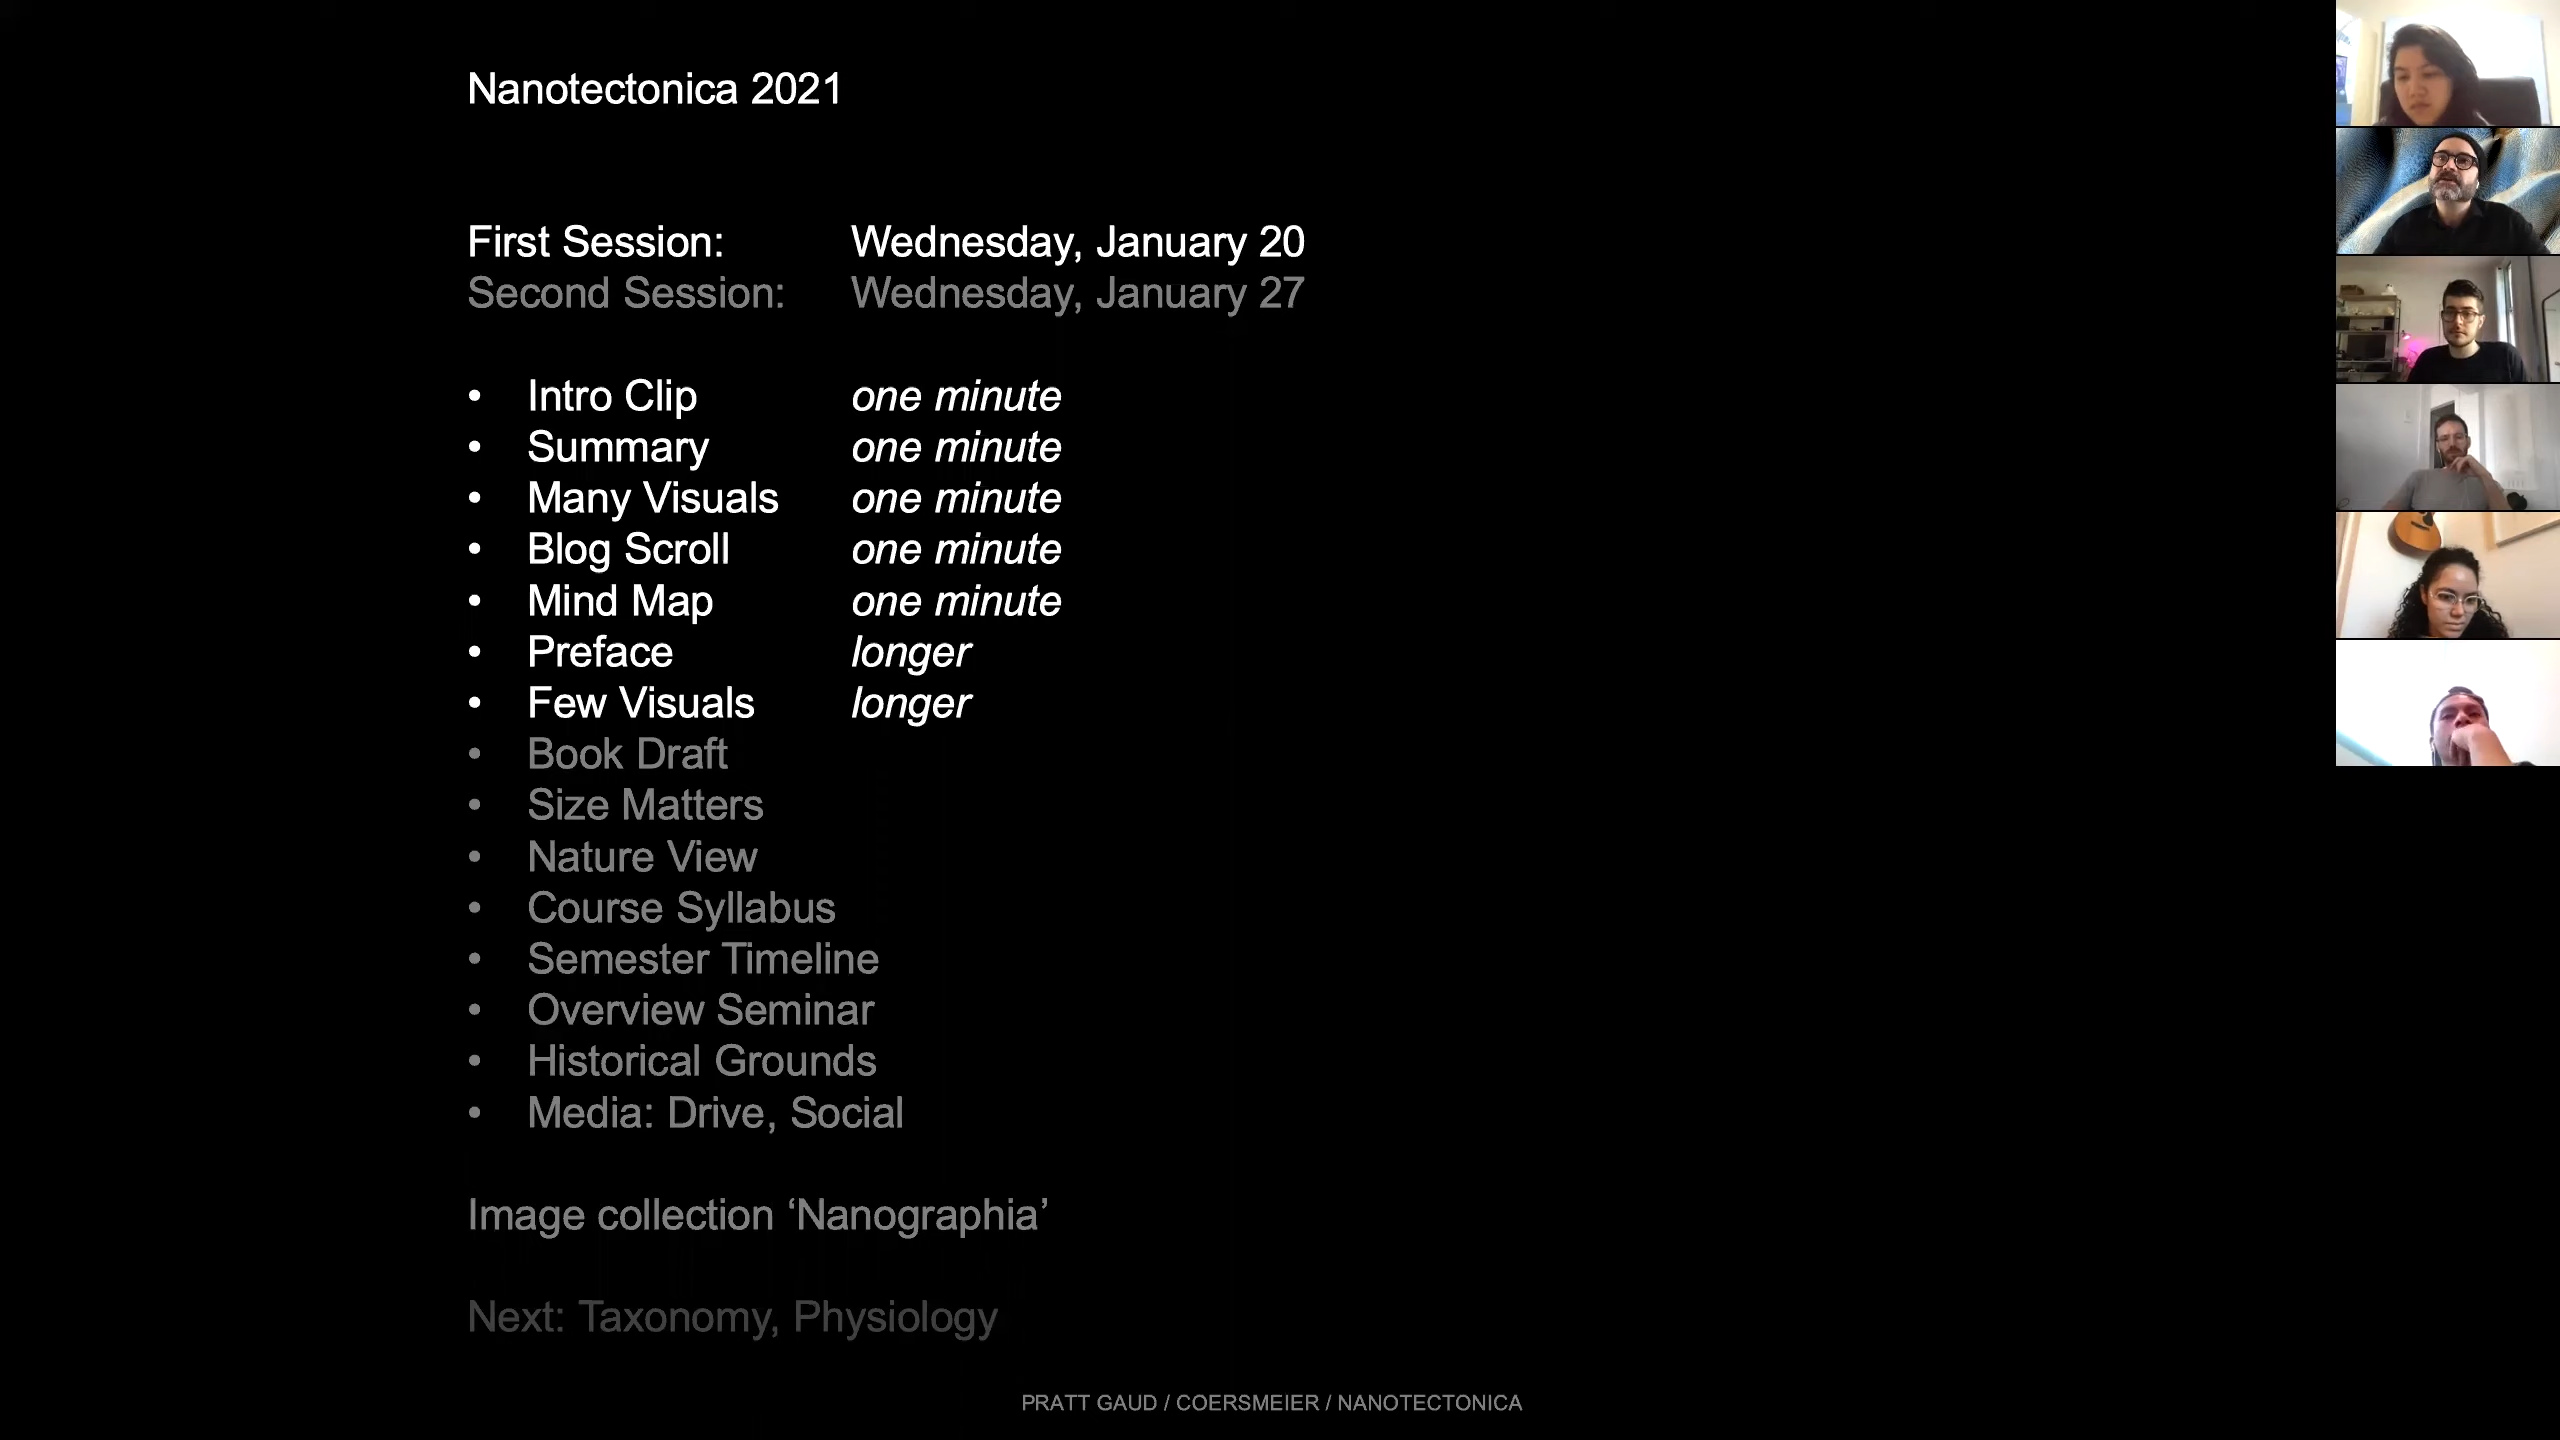 Nanotectonica 2021
First Session: Wednesday, January 20
Second Session: Wednesday, January 27
• Intro Clip one minute
• Summary one minute
• Many Visuals one minute
• Blog Scroll one minute
• Mind Map one minute
• Preface longer
• Few Visuals longer
• Book Draft
• Size Matters
• Nature View
• Course Syllabus
• Semester Timeline
• Overview Seminar
• Historical Grounds
• Media: Drive, Social
Image collection ‘Nanographia’
Next: Taxonomy, Physiology
PRATT GAUD / COERSMEIER / NANOTECTONICA